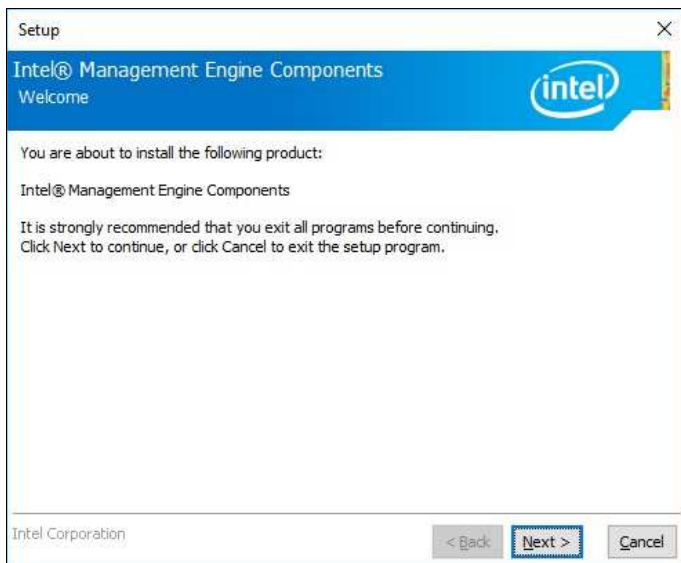 Setup
Intel® Management Engine Components
Welcome
intel
You are about to install the following product:
Intel® Management Engine Components
It is strongly recommended that you exit all programs before continuing.
Click Next to continue, or click Cancel to exit the setup program.
Intel Corporation
< Back
Next >
Cancel